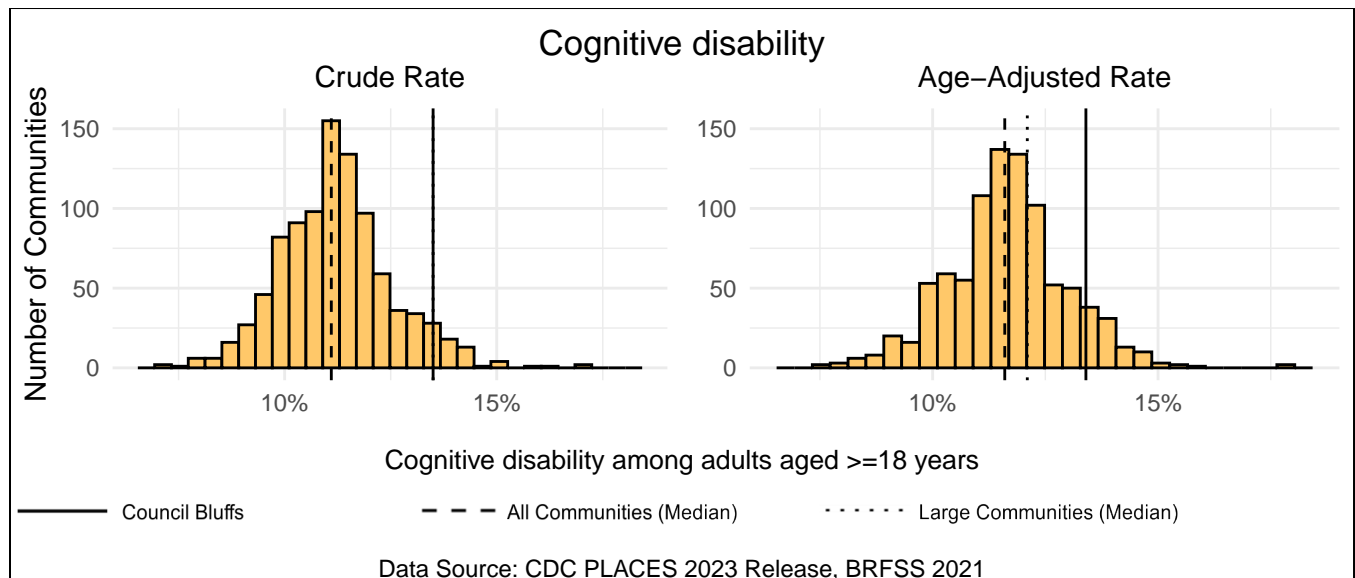 Cognitive disability
Crude Rate
Age−Adjusted Rate
Number of Communities
150
100
50
0
10%
15%
150
100
50
0
10%
15%
Cognitive disability among adults aged >=18 years
Council Bluffs
All Communities (Median)
Large Communities (Median)
Data Source: CDC PLACES 2023 Release, BRFSS 2021